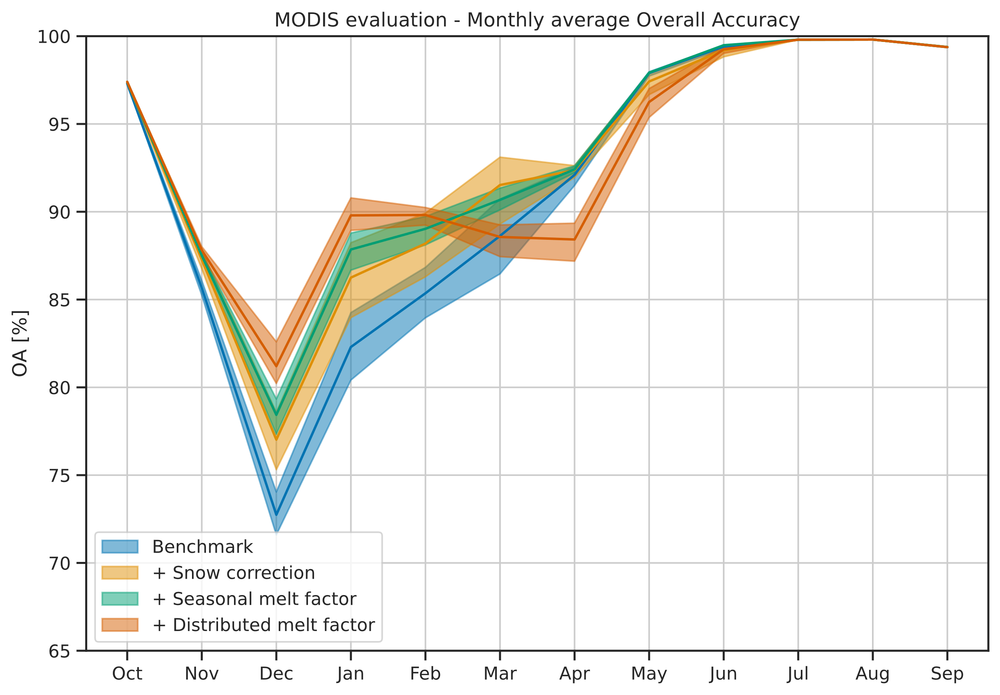 MODIS evaluation - Monthly average Overall Accuracy
100
95
90
85
80
75
70
65
OA [%]
Benchmark
+ Snow correction
+ Seasonal melt factor
+ Distributed melt factor
Oct Nov Dec Jan Feb Mar Apr May Jun Jul Aug Sep